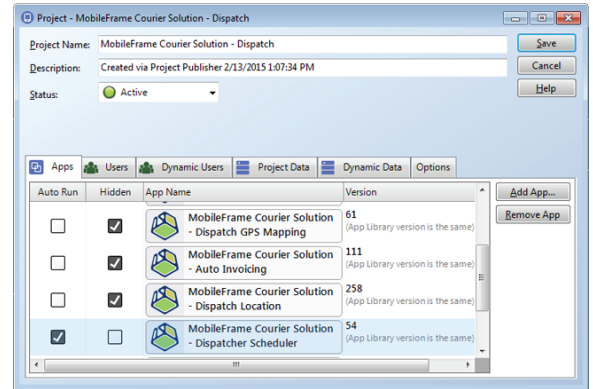 Project - MobileFrame Courier Solution - Dispatch
Project Name: MobileFrame Courier Solution - Dispatch
Save
Description: Created via Project Publisher 2/13/2015 1:07:34 PM
Cancel
Status: Active
Help
Apps Users Dynamic Users Project Data Dynamic Data Options
Auto Run Hidden App Name Version
Add App...
Remove App
MobileFrame Courier Solution
- Dispatch GPS Mapping
61
(App Library version is the same)
MobileFrame Courier Solution
- Auto Invoicing
111
(App Library version is the same)
MobileFrame Courier Solution
- Dispatch Location
258
(App Library version is the same)
MobileFrame Courier Solution
- Dispatcher Scheduler
54
(App Library version is the same)